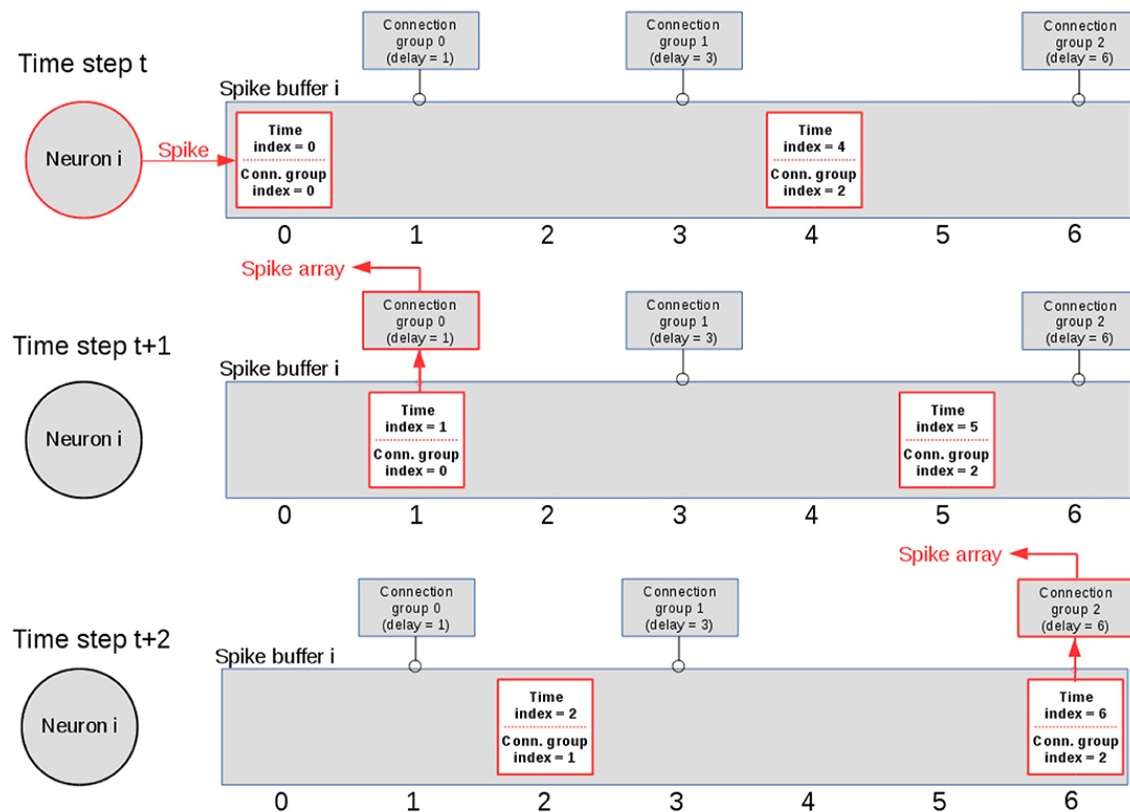 Connection
group 0
(delay = 1)
Connection
group 1
(delay = 3)
Connection
group 2
(delay = 6)
Time step t
Spike buffer i
Neuron i
Spike
Time
index = 0
Conn. group
index = 0
Time
index = 4
Conn. group
index = 2
0 1 2 3 4 5 6
Spike array
Connection
group 0
(delay = 1)
Connection
group 1
(delay = 3)
Connection
group 2
(delay = 6)
Time step t+1
Spike buffer i
Neuron i
Time
index = 1
Conn. group
index = 0
Time
index = 5
Conn. group
index = 2
0 1 2 3 4 5 6
Spike array
Connection
group 0
(delay = 1)
Connection
group 1
(delay = 3)
Connection
group 2
(delay = 6)
Time step t+2
Spike buffer i
Neuron i
Time
index = 2
Conn. group
index = 1
Time
index = 6
Conn. group
index = 2
0 1 2 3 4 5 6